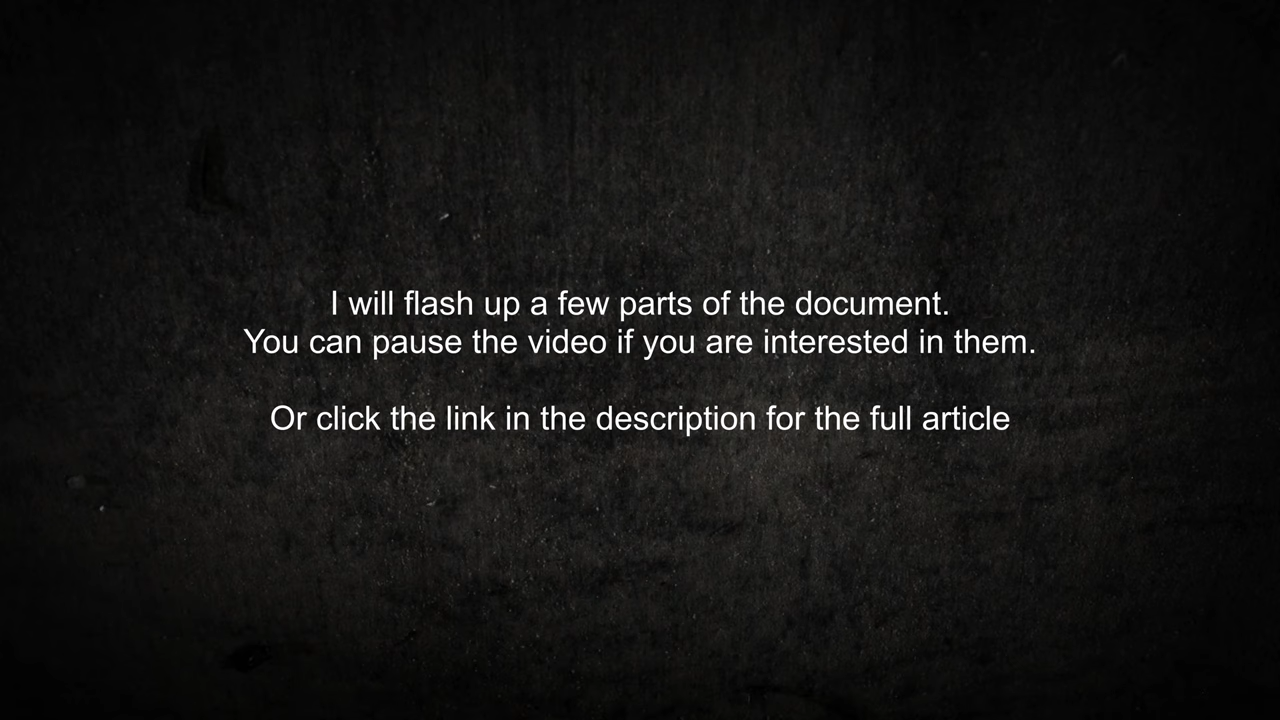 I will flash up a few parts of the document.
You can pause the video if you are interested in them.
Or click the link in the description for the full article